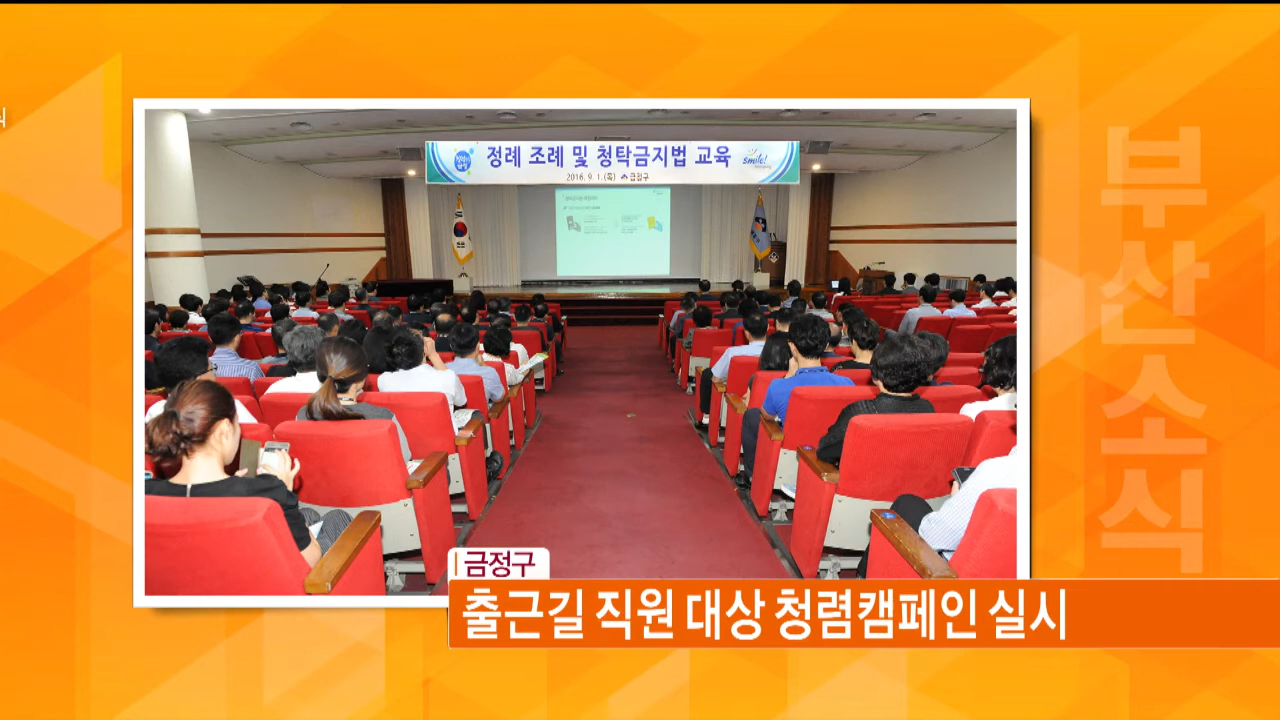 정례 조례 및 청탁금지법 교육
smile!
2016. 9. 1.(목) 금정구
부산소식
금정구
출근길 직원 대상 청렴캠페인 실시